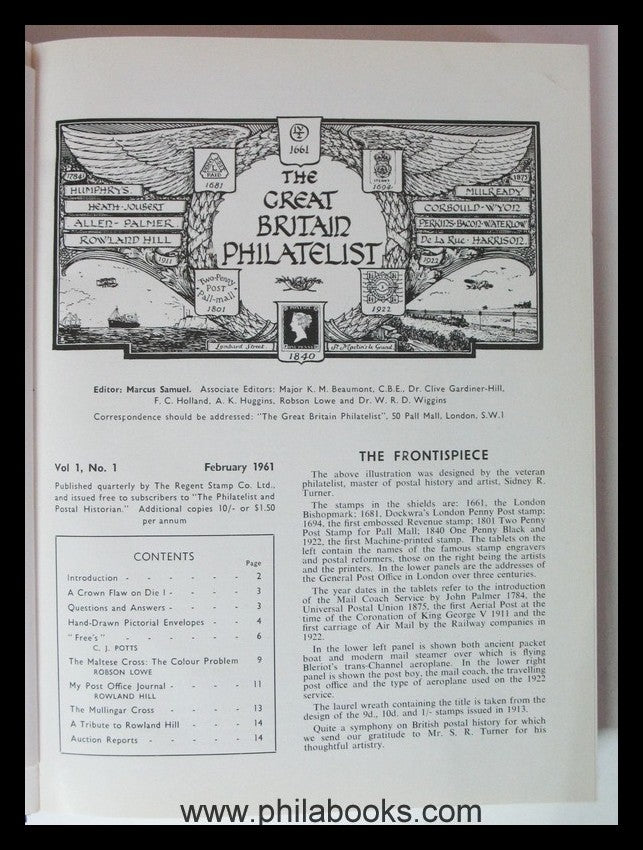 1661
1681
PAID
1694
THE
GREAT
BRITAIN
PHILATELIST
1784
HUMPHRYS.
HEATH-JOUBERT
ALLEN-PALMER
ROWLAND HILL
1911
1875
MULREADY
CORBOULD-WYON
PERKINS·BACON·WATERLOW
De La Rue·HARRISON
1922
Two-Penny
POST
Pall-mall
1801
1922
Lombard Street.
St Martin's le Grand
1840
Editor: Marcus Samuel. Associate Editors: Major K. M. Beaumont, C.B.E., Dr. Clive Gardiner-Hill,
F. C. Holland, A. K. Huggins, Robson Lowe and Dr. W. R. D. Wiggins
Correspondence should be addressed: "The Great Britain Philatelist", 50 Pall Mall, London, S.W.1
Vol 1, No. 1 February 1961
Published quarterly by The Regent Stamp Co. Ltd.,
and issued free to subscribers to "The Philatelist and
Postal Historian." Additional copies 10/- or $1.50
per annum
CONTENTS
Page
Introduction - - - - - 2
A Crown Flaw on Die I - - - - 3
Questions and Answers - - - - 3
Hand-Drawn Pictorial Envelopes - - 4
"Free's" - - - - - - 6
C. J. POTTS
The Maltese Cross: The Colour Problem 9
ROBSON LOWE
My Post Office Journal - - - - 11
ROWLAND HILL
The Mullingar Cross - - - - 13
A Tribute to Rowland Hill - - - 14
Auction Reports - - - - - 14
THE FRONTISPIECE
The above illustration was designed by the veteran
philatelist, master of postal history and artist, Sidney R.
Turner.
The stamps in the shields are: 1661, the London
Bishopmark; 1681, Dockwra's London Penny Post stamp;
1694, the first embossed Revenue stamp; 1801 Two Penny
Post Stamp for Pall Mall; 1840 One Penny Black and
1922, the first Machine-printed stamp. The tablets on the
left contain the names of the famous stamp engravers
and postal reformers, those on the right being the artists
and the printers. In the lower panels are the addresses of
the General Post Office in London over three centuries.
The year dates in the tablets refer to the introduction
of the Mail Coach Service by John Palmer 1784, the
Universal Postal Union 1875, the first Aerial Post at the
time of the Coronation of King George V 1911 and the
first carriage of Air Mail by the Railway companies in
1922.
In the lower left panel is shown both ancient packet
boat and modern mail steamer over which is flying
Bleriot's trans-Channel aeroplane. In the lower right
panel is shown the post boy, the mail coach, the travelling
post office and the type of aeroplane used on the 1922
service.
The laurel wreath containing the title is taken from the
design of the 9d., 10d. and 1/- stamps issued in 1913.
Quite a symphony on British postal history for which
we send our gratitude to Mr. S. R. Turner for his
thoughtful artistry.
www.philabooks.com